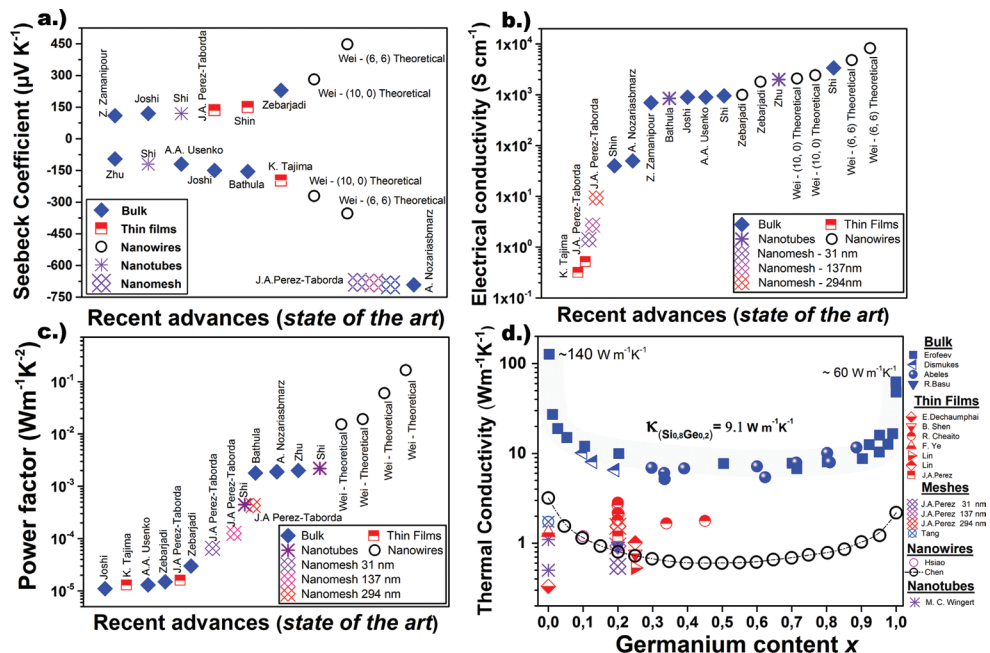 a.)
Seebeck Coefficient (µV K⁻¹)
450
300
150
0
-150
-300
-450
-600
-750
Z. Zamanipour
Joshi
Shi
J.A. Perez-Taborda
Shin
Zebarjadi
Wei - (6, 6) Theoretical
Wei - (10, 0) Theoretical
Zhu
Shi
A.A. Usenko
Joshi
Bathula
K. Tajima
Wei - (10, 0) Theoretical
Wei - (6, 6) Theoretical
J.A.Perez-Taborda
A. Nozariasbmarz
Bulk
Thin films
Nanowires
Nanotubes
Nanomesh
Recent advances (state of the art)
b.)
Electrical conductivity (S cm⁻¹)
1x10⁴
1x10³
1x10²
1x10¹
1x10⁰
1x10⁻¹
K. Tajima
J.A. Perez-Taborda
J.A. Perez-Taborda
Shin
A. Nozariasbmarz
Z. Zamanipour
Bathula
Joshi
A.A. Usenko
Shi
Zebarjadi
Zebarjadi
Zhu
Wei - (10, 0) Theoretical
Wei - (10, 0) Theoretical
Shi
Wei - (6, 6) Theoretical
Wei - (6, 6) Theoretical
Bulk
Thin Films
Nanotubes
Nanowires
Nanomesh - 31 nm
Nanomesh - 137nm
Nanomesh - 294nm
Recent advances (state of the art)
c.)
Power factor (Wm⁻¹K⁻²)
10⁻¹
10⁻²
10⁻³
10⁻⁴
10⁻⁵
Joshi
K. Tajima
A.A. Usenko
Zebarjadi
J.A. Perez-Taborda
Zebarjadi
J.A Perez-Taborda
J.A Perez-Taborda
Shi
J.A Perez-Taborda
Bathula
A. Nozariasbmarz
Zhu
Shi
Wei - Theoretical
Wei - Theoretical
Wei - Theoretical
Wei - Theoretical
Bulk
Thin Films
Nanotubes
Nanowires
Nanomesh 31 nm
Nanomesh 137 nm
Nanomesh 294 nm
Recent advances (state of the art)
d.)
Thermal Conductivity (Wm⁻¹K⁻¹)
100
10
1
~140 W m⁻¹K⁻¹
~ 60 W m⁻¹K⁻¹
κ(Si0,8Ge0,2)= 9.1 W m⁻¹K⁻¹
0,0
0,1
0,2
0,3
0,4
0,5
0,6
0,7
0,8
0,9
1,0
Germanium content x
Bulk
Erofeev
Dismukes
Abeles
R.Basu
Thin Films
E.Dechaumphai
B. Shen
R. Cheaito
F. Ye
Lin
Lin
J.A.Perez
Meshes
J.A.Perez 31 nm
J.A.Perez 137 nm
J.A.Perez 294 nm
Tang
Nanowires
Hsiao
Chen
Nanotubes
M. C. Wingert